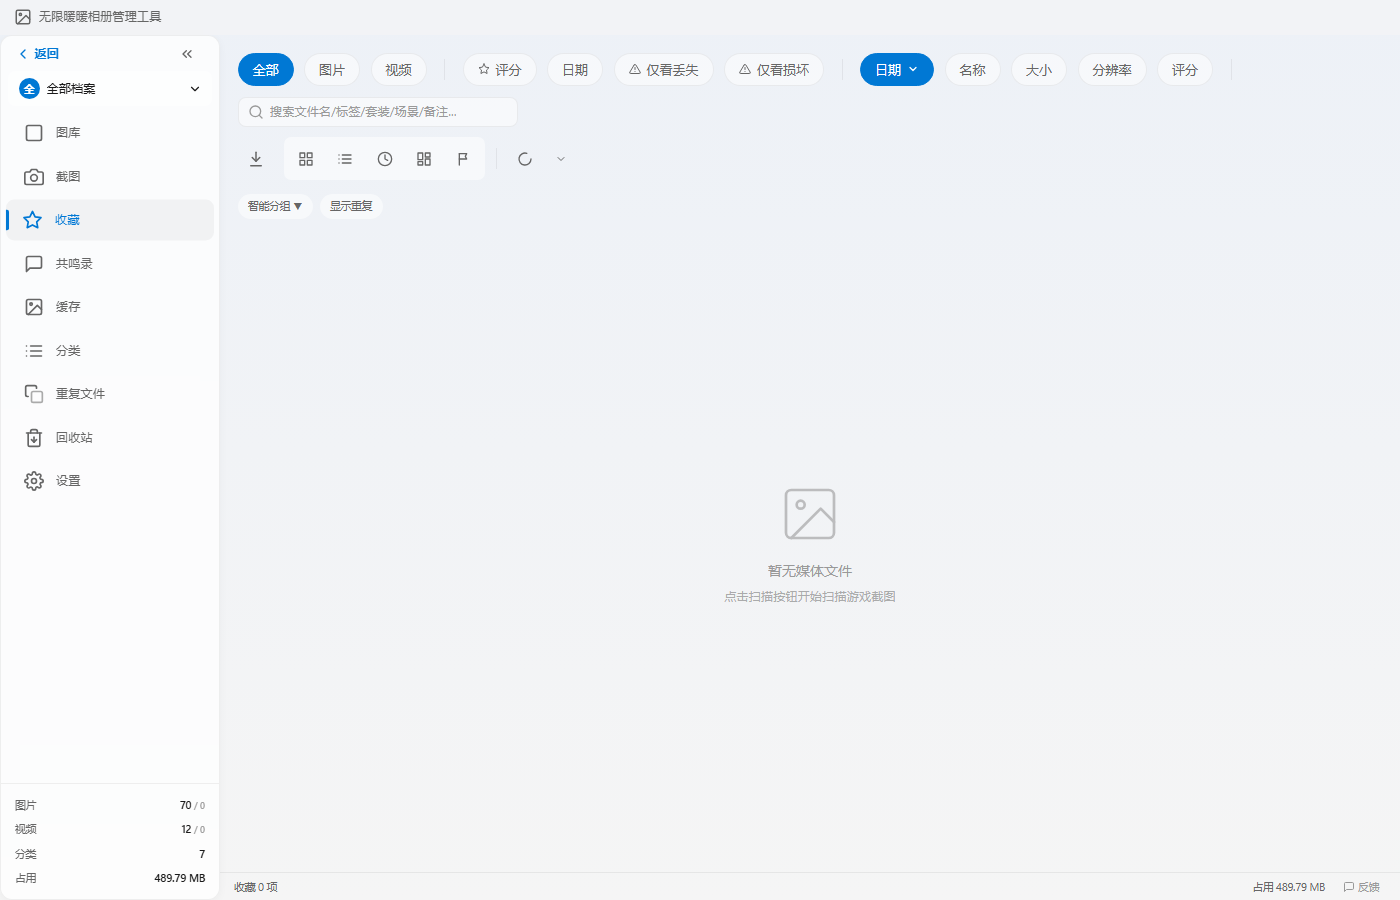 无限暖暖相册管理工具
返回
全 全部档案
图库
截图
收藏
共鸣录
缓存
分类
重复文件
回收站
设置
图片 70 / 0
视频 12 / 0
分类 7
占用 489.79 MB
全部 图片 视频 评分 日期 仅看丢失 仅看损坏 日期 名称 大小 分辨率 评分
搜索文件名/标签/套装/场景/备注...
智能分组▼ 显示重复
暂无媒体文件
点击扫描按钮开始扫描游戏截图
收藏 0 项 占用 489.79 MB 反馈